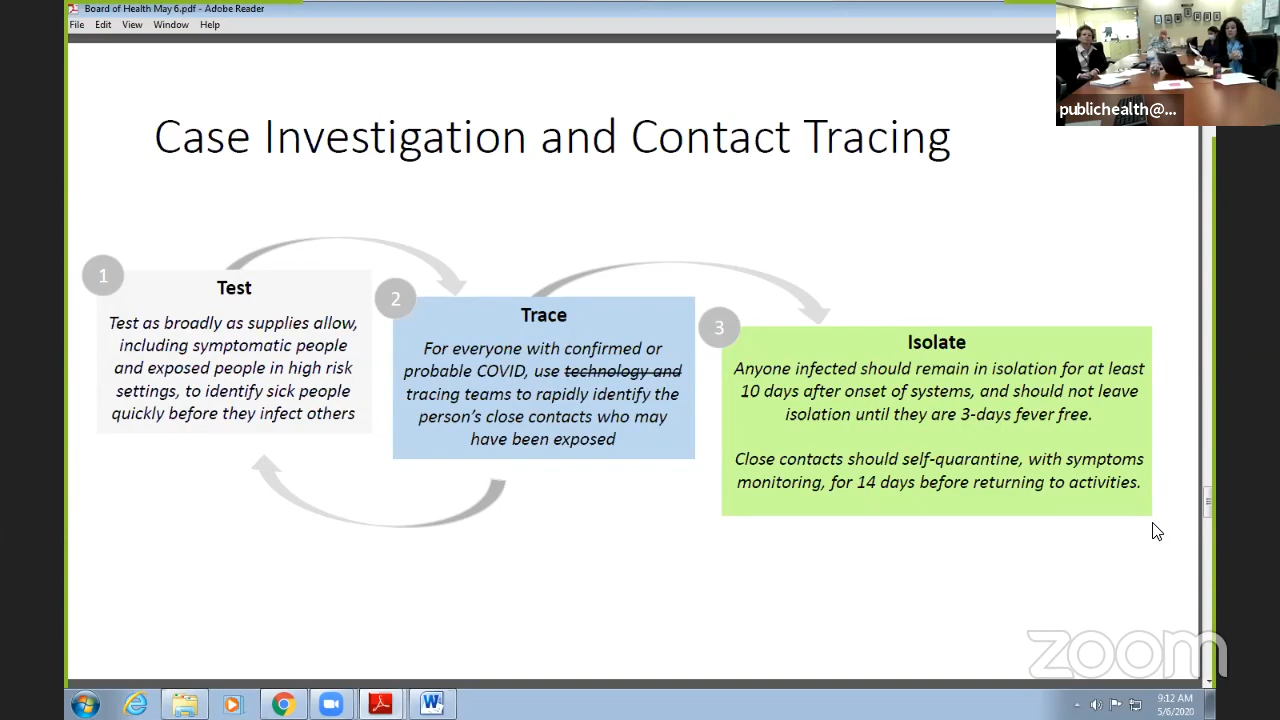 Board of Health May 6.pdf - Adobe Reader
File Edit View Window Help
publichealth@...
Case Investigation and Contact Tracing
1
Test
Test as broadly as supplies allow,
including symptomatic people
and exposed people in high risk
settings, to identify sick people
quickly before they infect others
2
Trace
For everyone with confirmed or
probable COVID, use technology and
tracing teams to rapidly identify the
person's close contacts who may
have been exposed
3
Isolate
Anyone infected should remain in isolation for at least
10 days after onset of systems, and should not leave
isolation until they are 3-days fever free.
Close contacts should self-quarantine, with symptoms
monitoring, for 14 days before returning to activities.
zoom
9:12 AM
5/6/2020